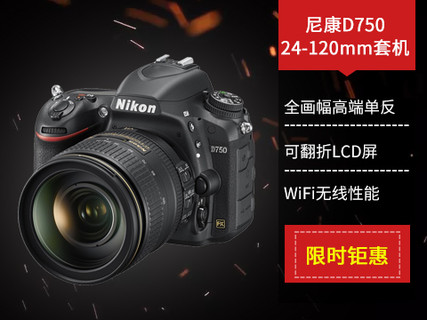 尼康D750
24-120mm套机
全画幅高端单反
可翻折LCD屏
WiFi无线性能
限时钜惠
Nikon
D750
FX